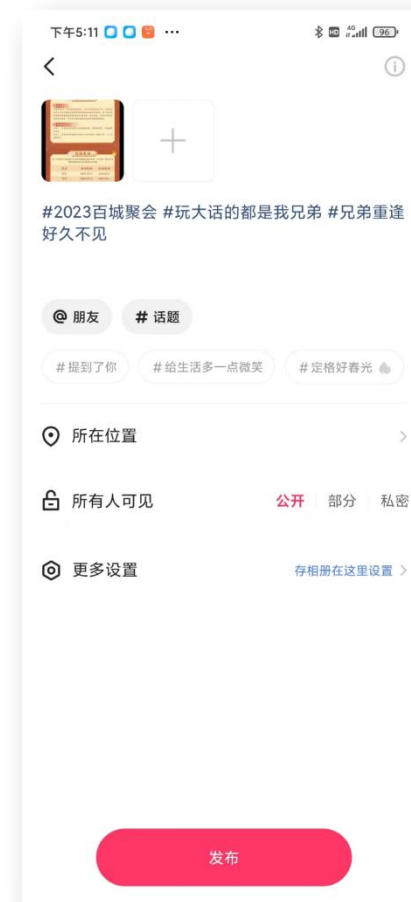 下午5:11 ... HD 4G 96
#2023百城聚会 #玩大话的都是我兄弟 #兄弟重逢
好久不见
@ 朋友 # 话题
#提到了你 #给生活多一点微笑 #定格好春光
所在位置
所有人可见 公开 部分 私密
更多设置 存相册在这里设置
发布